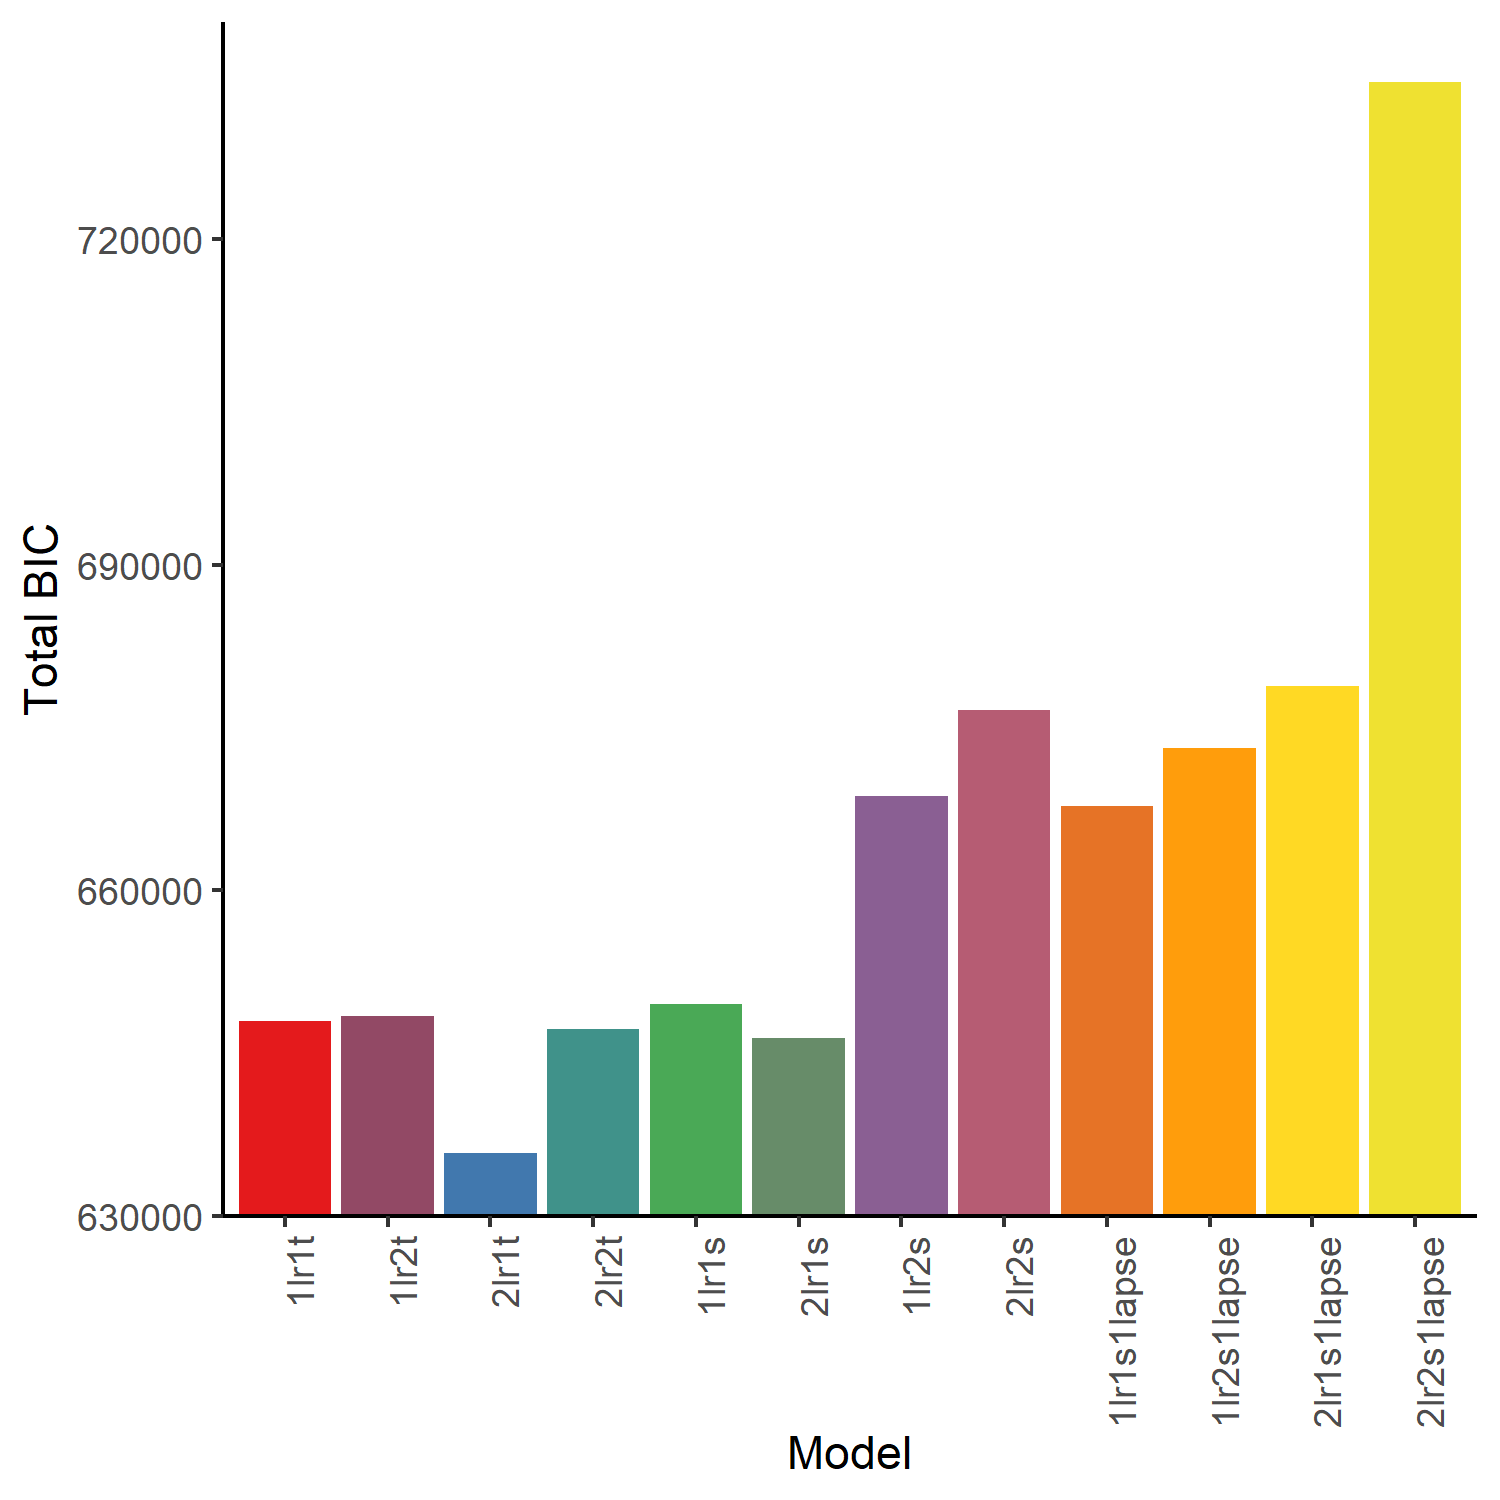 720000
690000
660000
630000
Total BIC
1lr1t
1lr2t
2lr1t
2lr2t
1lr1s
2lr1s
1lr2s
2lr2s
1lr1s1lapse
1lr2s1lapse
2lr1s1lapse
2lr2s1lapse
Model